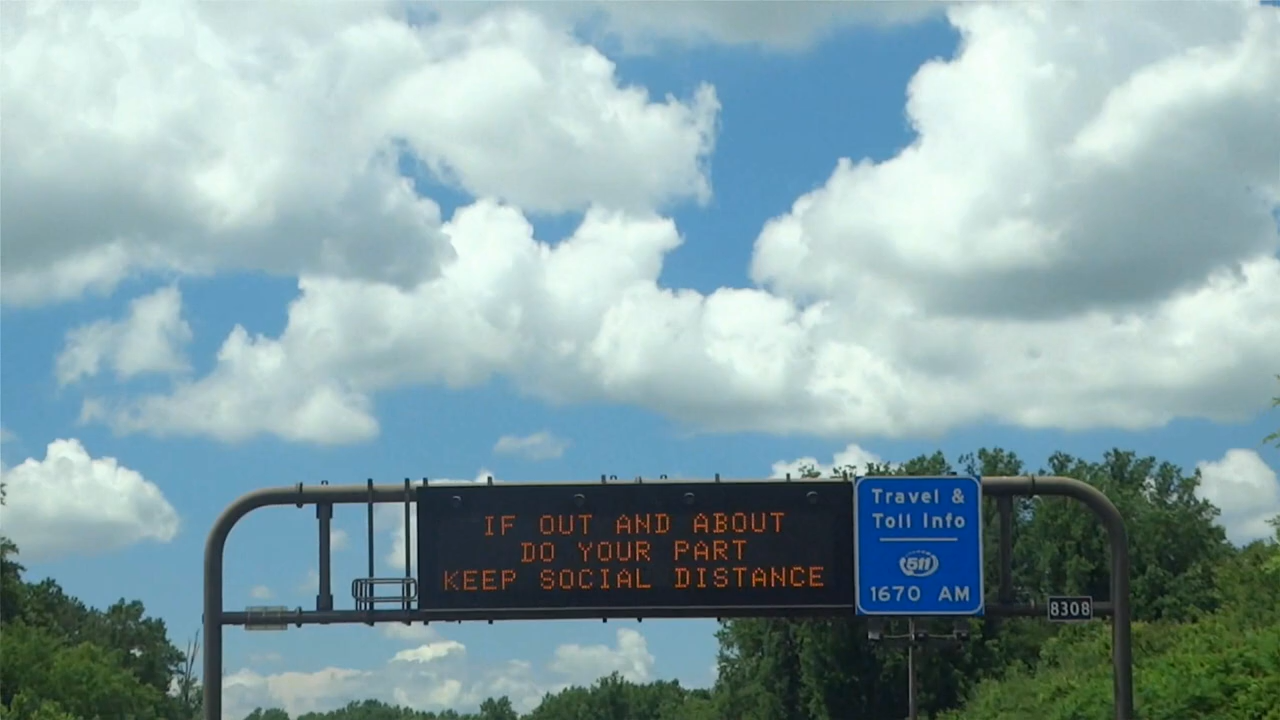 IF OUT AND ABOUT
DO YOUR PART
KEEP SOCIAL DISTANCE
Travel &
Toll Info
511
1670 AM
8308